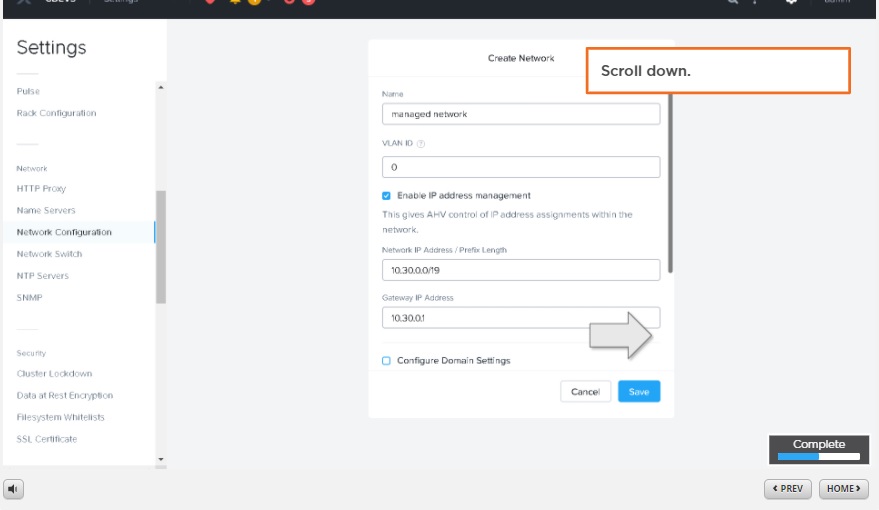 CDEVS
Settings
admin
Settings
Pulse
Rack Configuration
Network
HTTP Proxy
Name Servers
Network Configuration
Network Switch
NTP Servers
SNMP
Security
Cluster Lockdown
Data at Rest Encryption
Filesystem Whitelists
SSL Certificate
Create Network
Scroll down.
Name
managed network
VLAN ID ?
0
Enable IP address management
This gives AHV control of IP address assignments within the
network.
Network IP Address / Prefix Length
10.30.0.0/19
Gateway IP Address
10.30.0.1
Configure Domain Settings
Cancel
Save
Complete
PREV
HOME